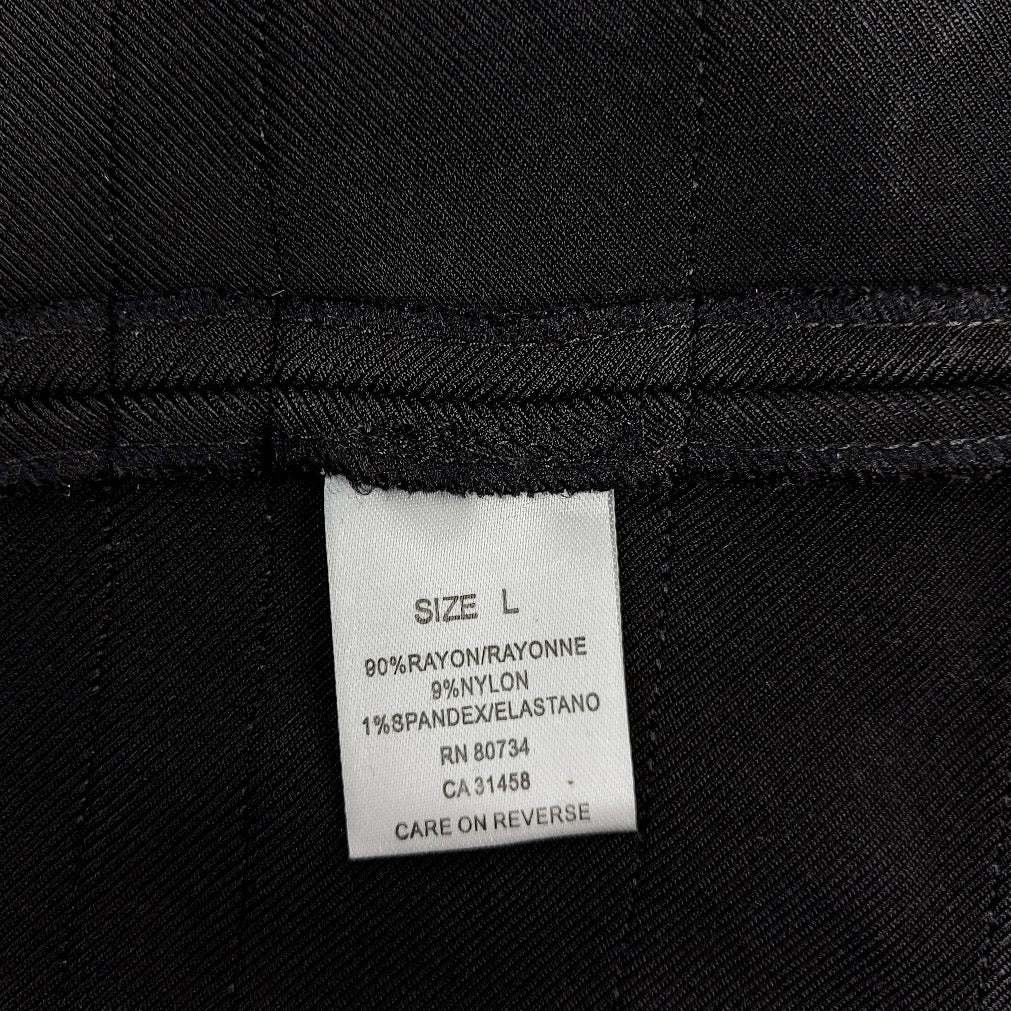 SIZE L
90%RAYON/RAYONNE
9%NYLON
1%SPANDEX/ELASTANO
RN 80734
CA 31458
CARE ON REVERSE